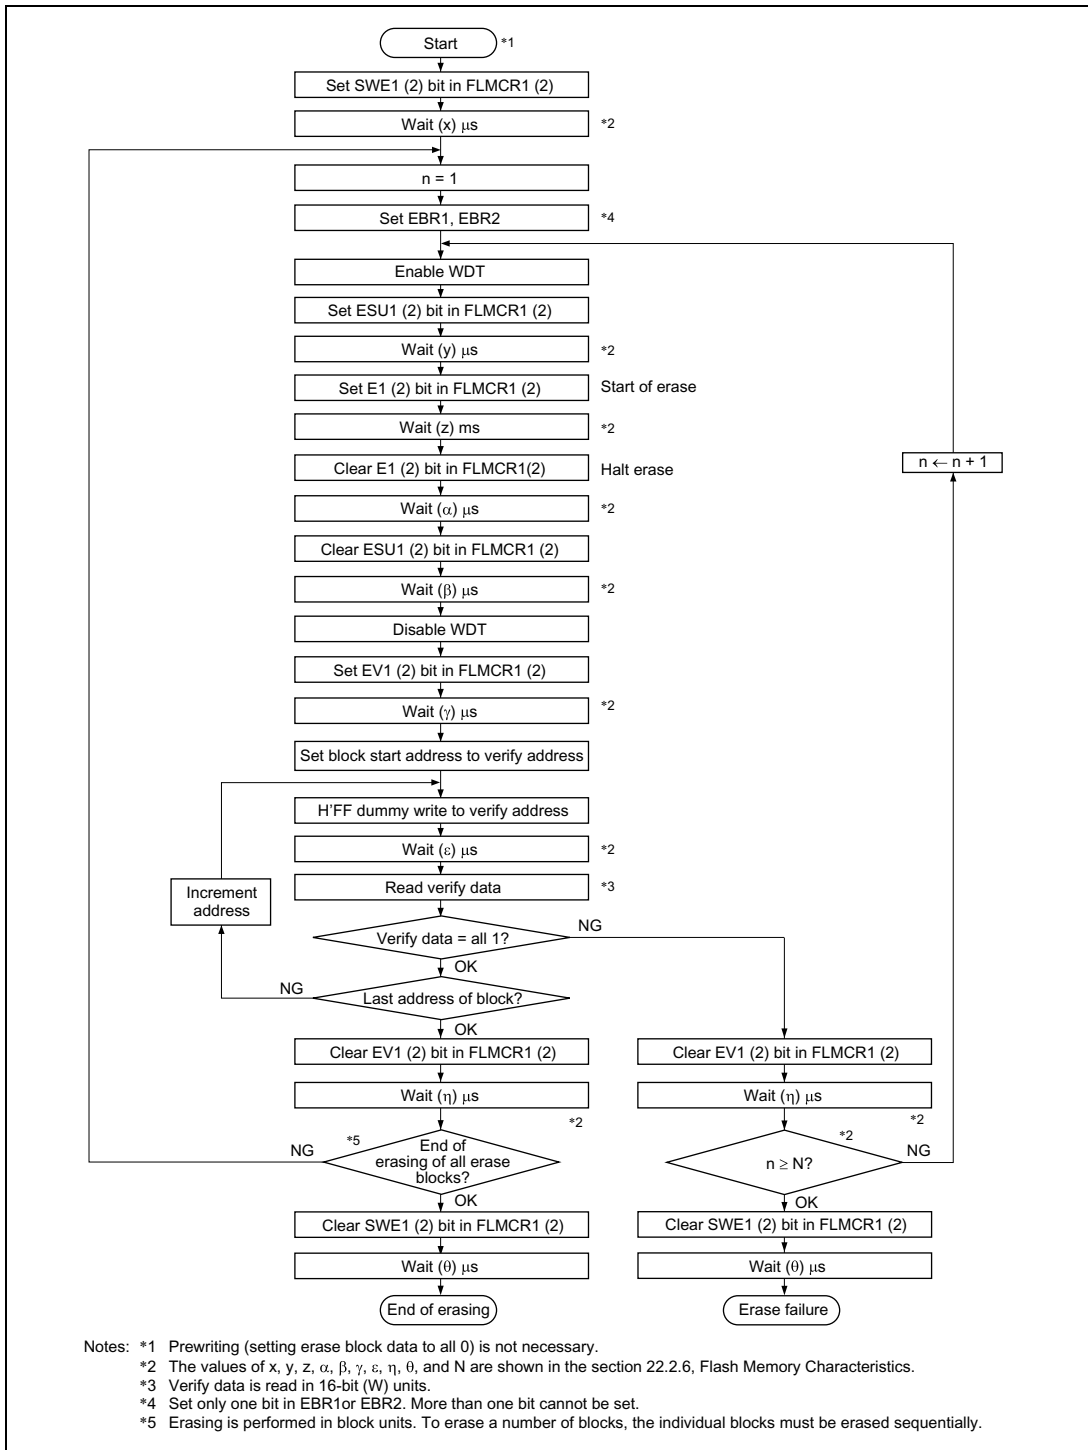 Start *1
Set SWE1 (2) bit in FLMCR1 (2)
Wait (x) μs *2
n = 1
Set EBR1, EBR2 *4
Enable WDT
Set ESU1 (2) bit in FLMCR1 (2)
Wait (y) μs *2
Set E1 (2) bit in FLMCR1 (2) Start of erase
Wait (z) ms *2
n ← n + 1
Clear E1 (2) bit in FLMCR1(2) Halt erase
Wait (α) μs *2
Clear ESU1 (2) bit in FLMCR1 (2)
Wait (β) μs *2
Disable WDT
Set EV1 (2) bit in FLMCR1 (2)
Wait (γ) μs *2
Set block start address to verify address
H'FF dummy write to verify address
Wait (ε) μs *2
Read verify data *3
Increment
address
Verify data = all 1? NG
OK
NG Last address of block?
OK
Clear EV1 (2) bit in FLMCR1 (2) Clear EV1 (2) bit in FLMCR1 (2)
Wait (η) μs Wait (η) μs
*2 *2
NG *5 End of
erasing of all erase
blocks?
*2 n ≥ N? NG
OK OK
Clear SWE1 (2) bit in FLMCR1 (2) Clear SWE1 (2) bit in FLMCR1 (2)
Wait (θ) μs Wait (θ) μs
End of erasing Erase failure
Notes: *1 Prewriting (setting erase block data to all 0) is not necessary.
*2 The values of x, y, z, α, β, γ, ε, η, θ, and N are shown in the section 22.2.6, Flash Memory Characteristics.
*3 Verify data is read in 16-bit (W) units.
*4 Set only one bit in EBR1or EBR2. More than one bit cannot be set.
*5 Erasing is performed in block units. To erase a number of blocks, the individual blocks must be erased sequentially.